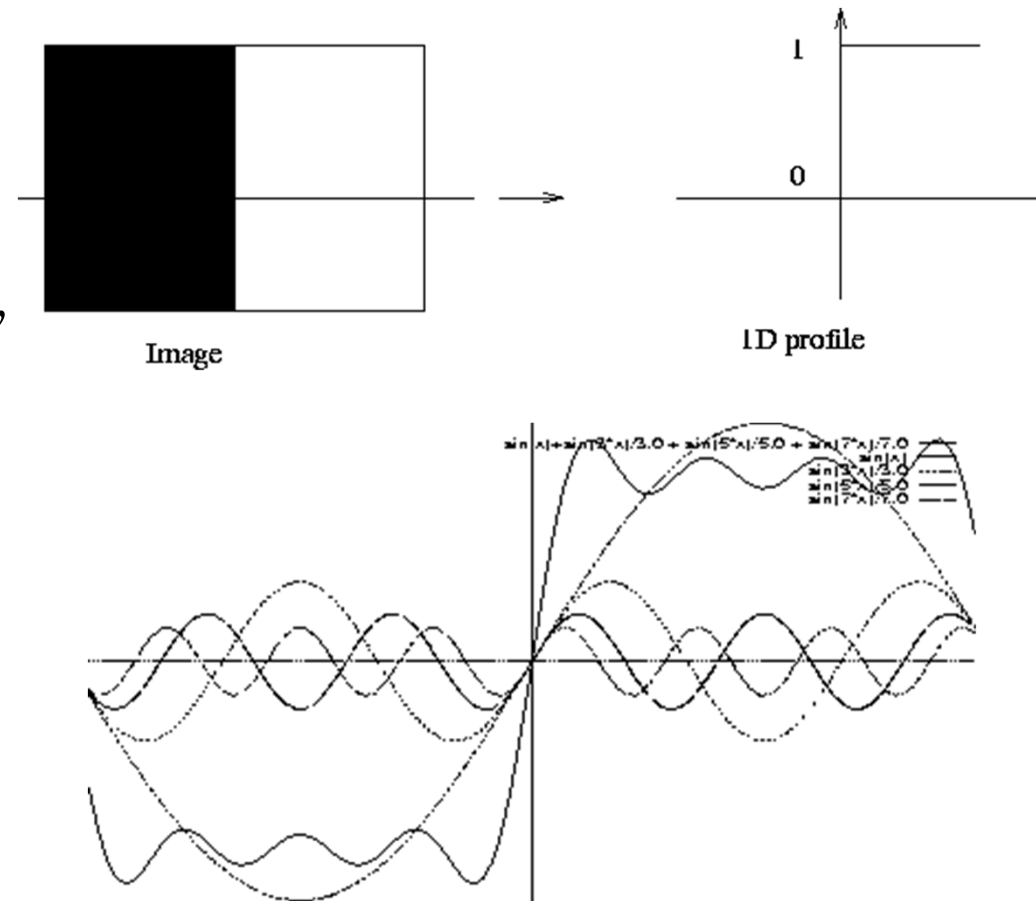 1
0
,
Image
1D profile
sin(x)+sin(3*x)/3.0 + sin(5*x)/5.0 + sin(7*x)/7.0
sin(x)
sin(3*x)/3.0
sin(5*x)/5.0
sin(7*x)/7.0